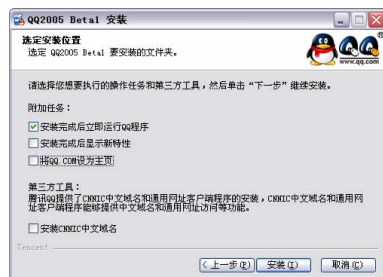 QQ2005 Beta1 安装
选定安装位置
选定 QQ2005 Beta1 要安装的文件夹。
QQ
www.qq.com
请选择您想要执行的操作任务和第三方工具，然后单击“下一步”继续安装。
附加任务：
安装完成后立即运行QQ程序
安装完成后显示新特性
将QQ.COM设为主页
第三方工具：
腾讯QQ提供了CNNIC中文域名和通用网址客户端程序的安装，CNNIC中文域名和通用网
址客户端程序能够提供中文域名和通用网址访问等功能。
安装CNNIC中文域名
Tencent
< 上一步(P)
安装(I)
取消(C)